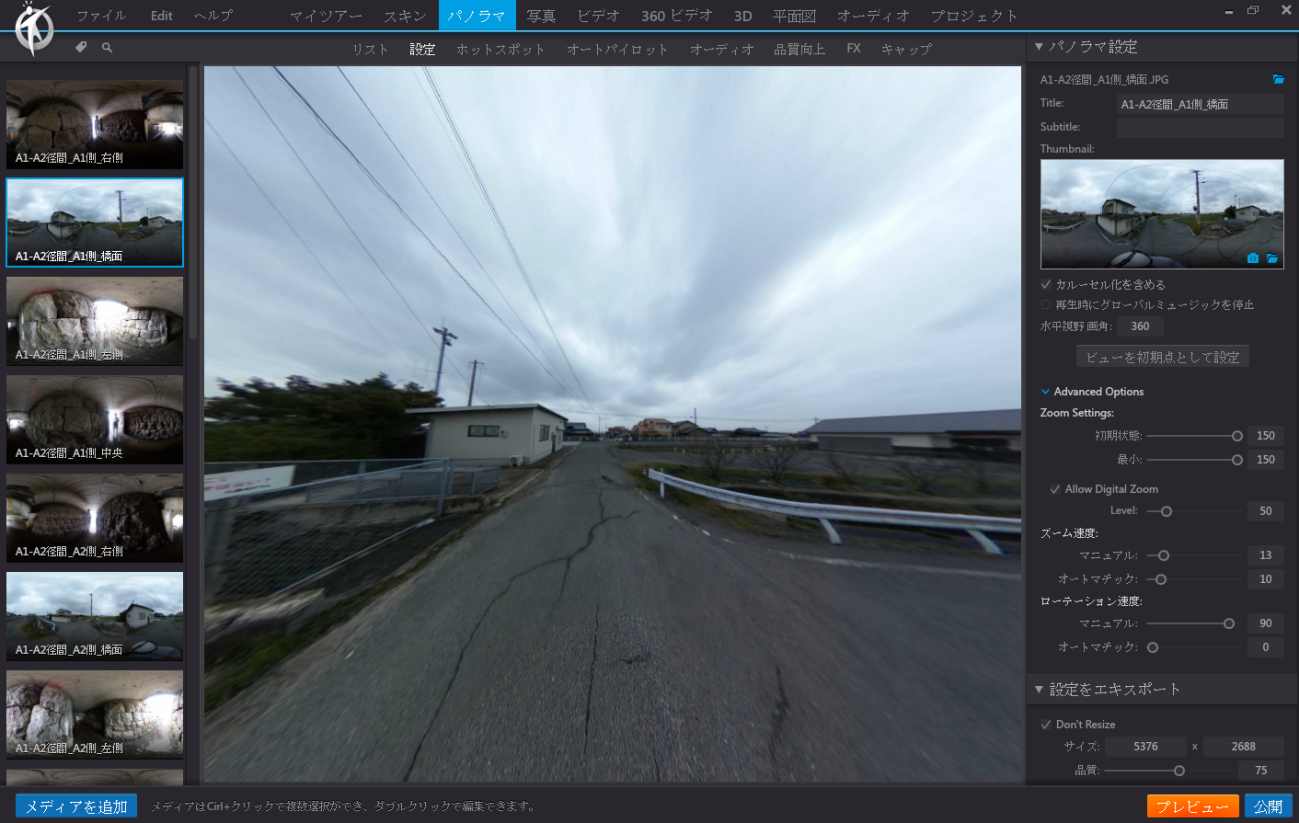 ファイル Edit ヘルプ マイツアー スキン パノラマ 写真 ビデオ 360 ビデオ 3D 平面図 オーディオ プロジェクト
リスト 設定 ホットスポット オートパイロット オーディオ 品質向上 FX キャップ
A1-A2径間_A1側_右側
A1-A2径間_A1側_橋面
A1-A2径間_A1側_左側
A1-A2径間_A1側_中央
A1-A2径間_A2側_右側
A1-A2径間_A2側_橋面
A1-A2径間_A2側_左側
パノラマ設定
A1-A2径間_A1側_橋面.JPG
Title: A1-A2径間_A1側_橋面
Subtitle:
Thumbnail:
カルーセル化を含める
再生時にグローバルミュージックを停止
水平視野画角: 360
ビューを初期点として設定
Advanced Options
Zoom Settings:
初期状態: 150
最小: 150
Allow Digital Zoom
Level: 50
ズーム速度:
マニュアル: 13
オートマチック: 10
ローテーション速度:
マニュアル: 90
オートマチック: 0
設定をエキスポート
Don't Resize
サイズ: 5376 x 2688
品質: 75
メディアを追加 メディアはCirl+クリックで複数選択ができ、ダブルクリックで編集できます。
プレビュー 公開